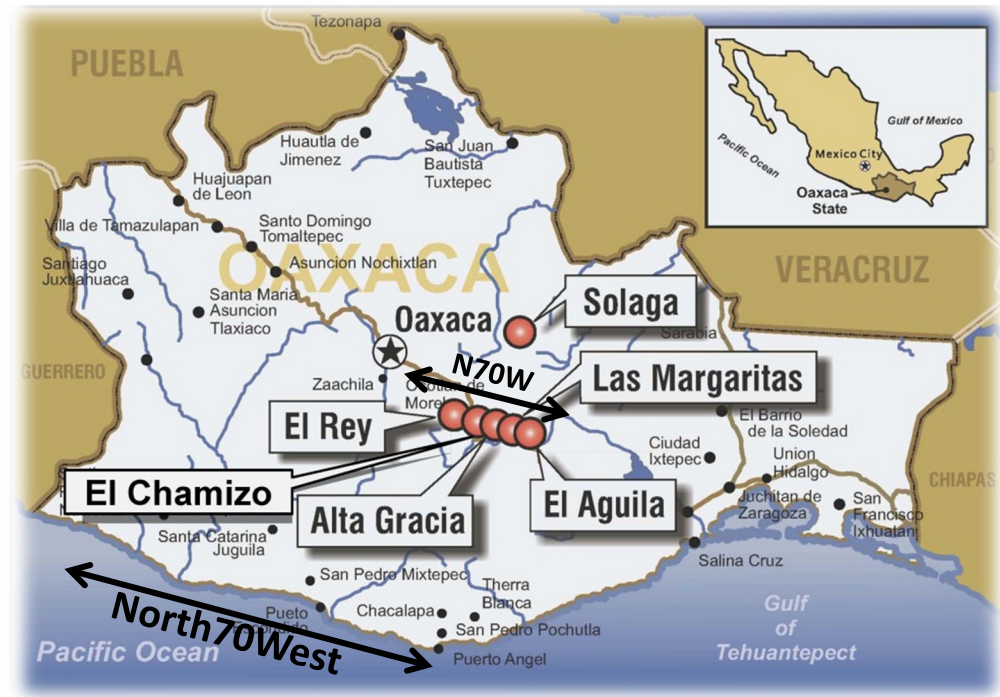 Tezonapa
PUEBLA
Huautla de
Jimenez
San Juan
Bautista
Tuxtepec
Gulf of Mexico
Pacific Ocean
Mexico City
Oaxaca
State
Huajuapan
de Leon
Villa de Tamazulapan
Santo Domingo
Tomaltepec
OAXACA
Asuncion Nochixtlan
VERACRUZ
Santiago
Juxtlahuaca
Santa Maria
Asuncion
Tlaxiaco
Solaga
Oaxaca
Sarabia
GUERRERO
Zaachila
N70W
Las Margaritas
El Rey
El Barrio
de la Soledad
Ciudad
Ixtepec
Union
Hidalgo
CHIAPAS
El Chamizo
Alta Gracia
El Aguila
Juchitan de
Zaragoza
San
Francisco
Ixhuatan
Santa Catarina
Juguila
Salina Cruz
San Pedro Mixtepec
Therra
Blanca
North70West
Pueto
Chacalapa
San Pedro Pochutla
Puerto Angel
Pacific Ocean
Gulf
of
Tehuantepect